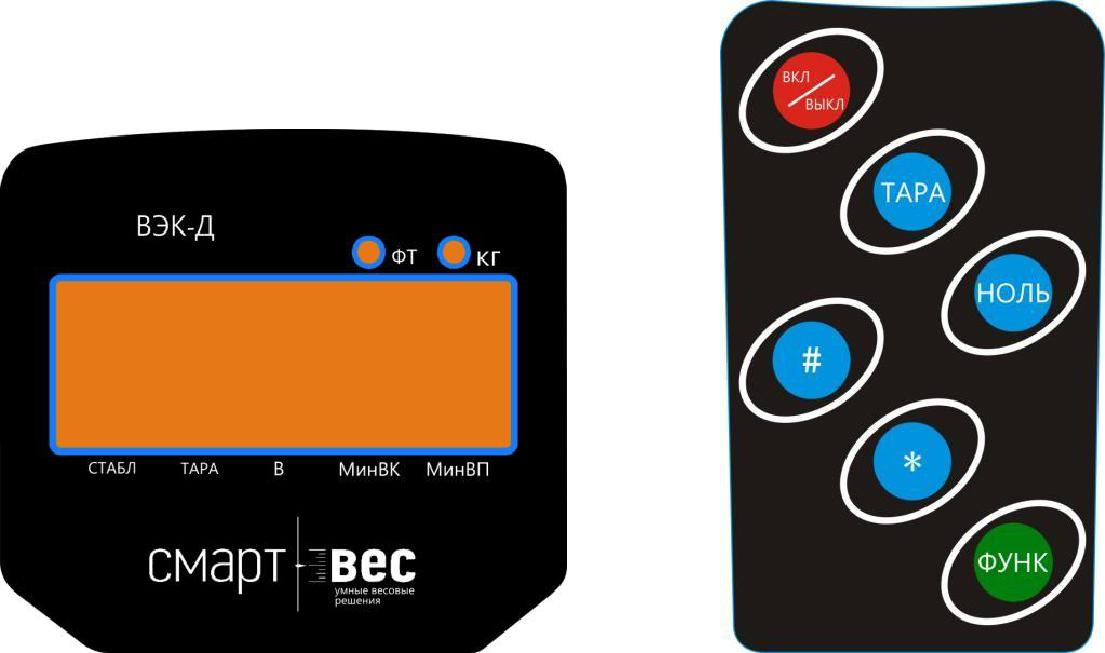 ВЭК-Д
ФТ КГ
СТАБЛ ТАРА В МинВК МинВП
смарт вес
умные весовые
решения
ВКЛ
ВЫКЛ
ТАРА
НОЛЬ
#
*
ФУНК